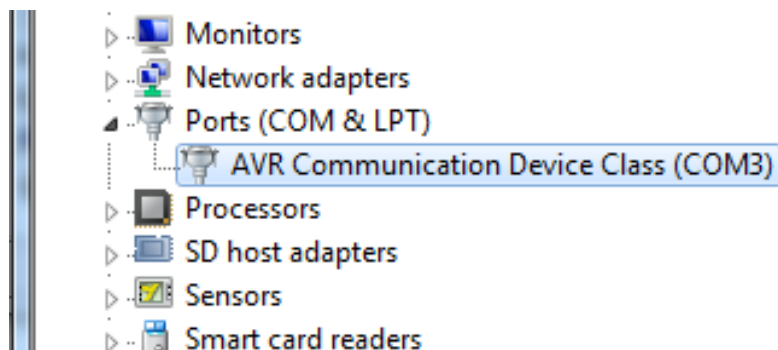 Monitors
Network adapters
Ports (COM & LPT)
AVR Communication Device Class (COM3)
Processors
SD host adapters
Sensors
Smart card readers